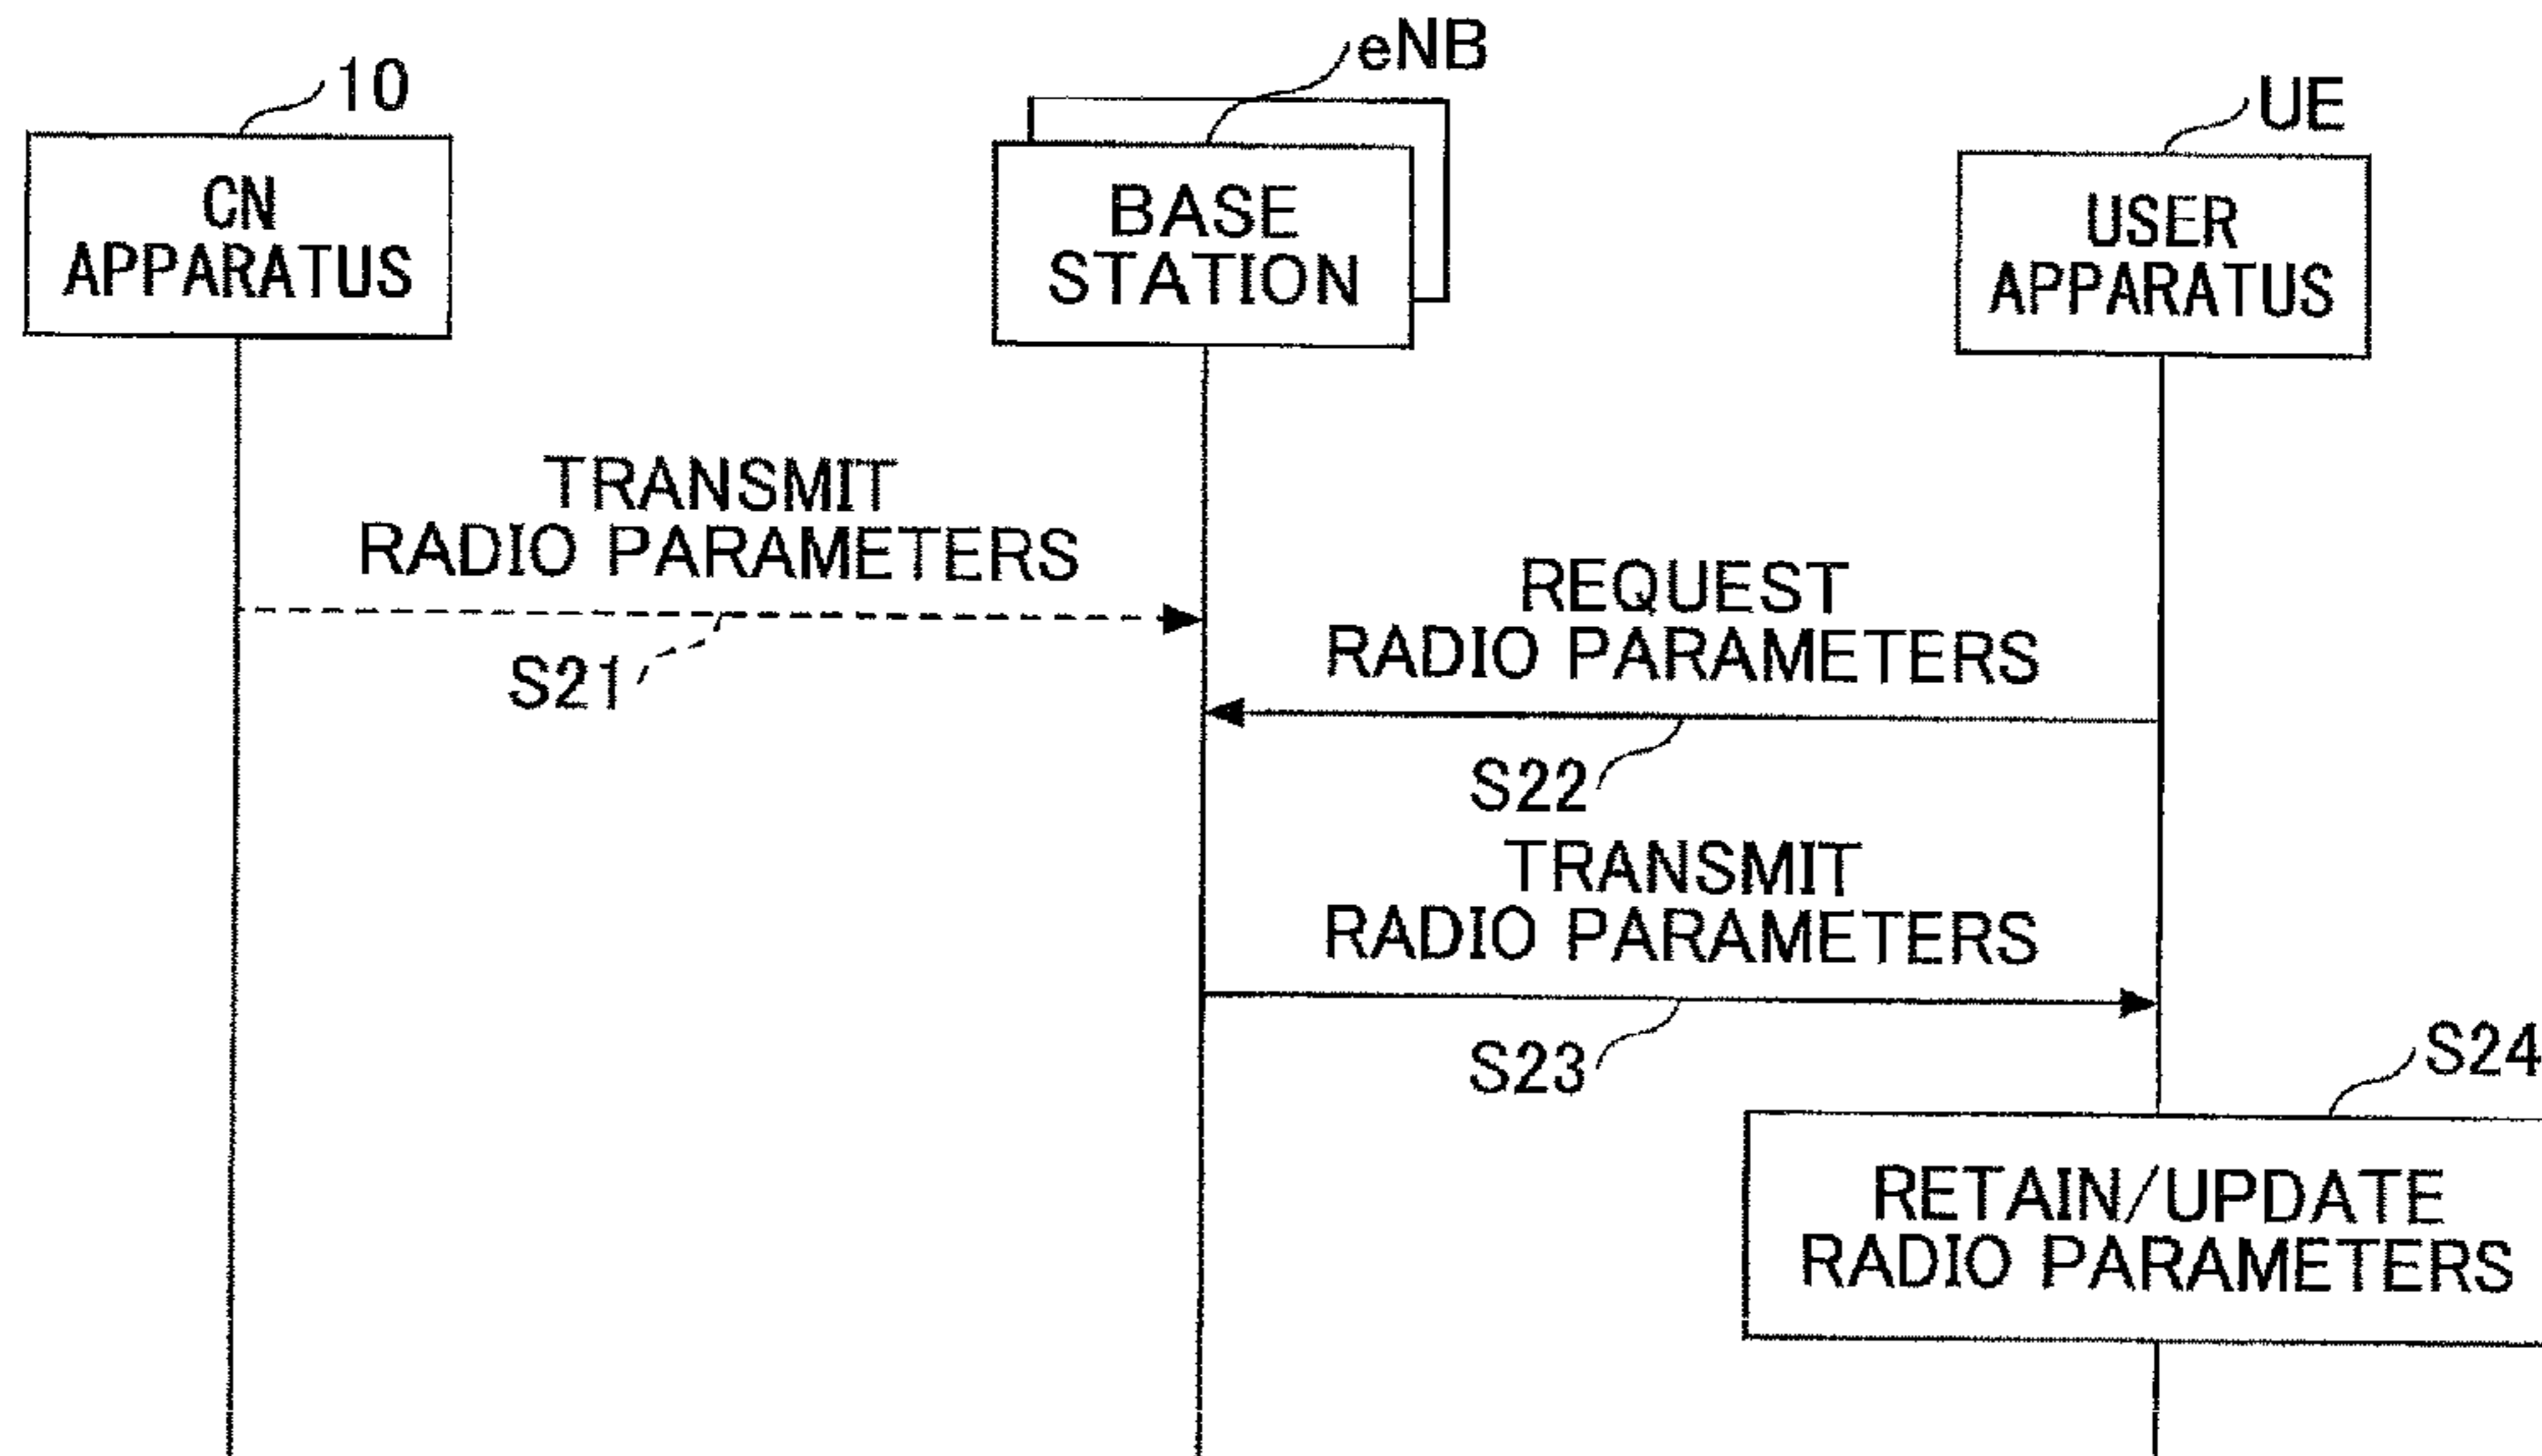 10
CN
APPARATUS
eNB
BASE
STATION
UE
USER
APPARATUS
TRANSMIT
RADIO PARAMETERS
S21
REQUEST
RADIO PARAMETERS
S22
TRANSMIT
RADIO PARAMETERS
S23
S24
RETAIN/UPDATE
RADIO PARAMETERS